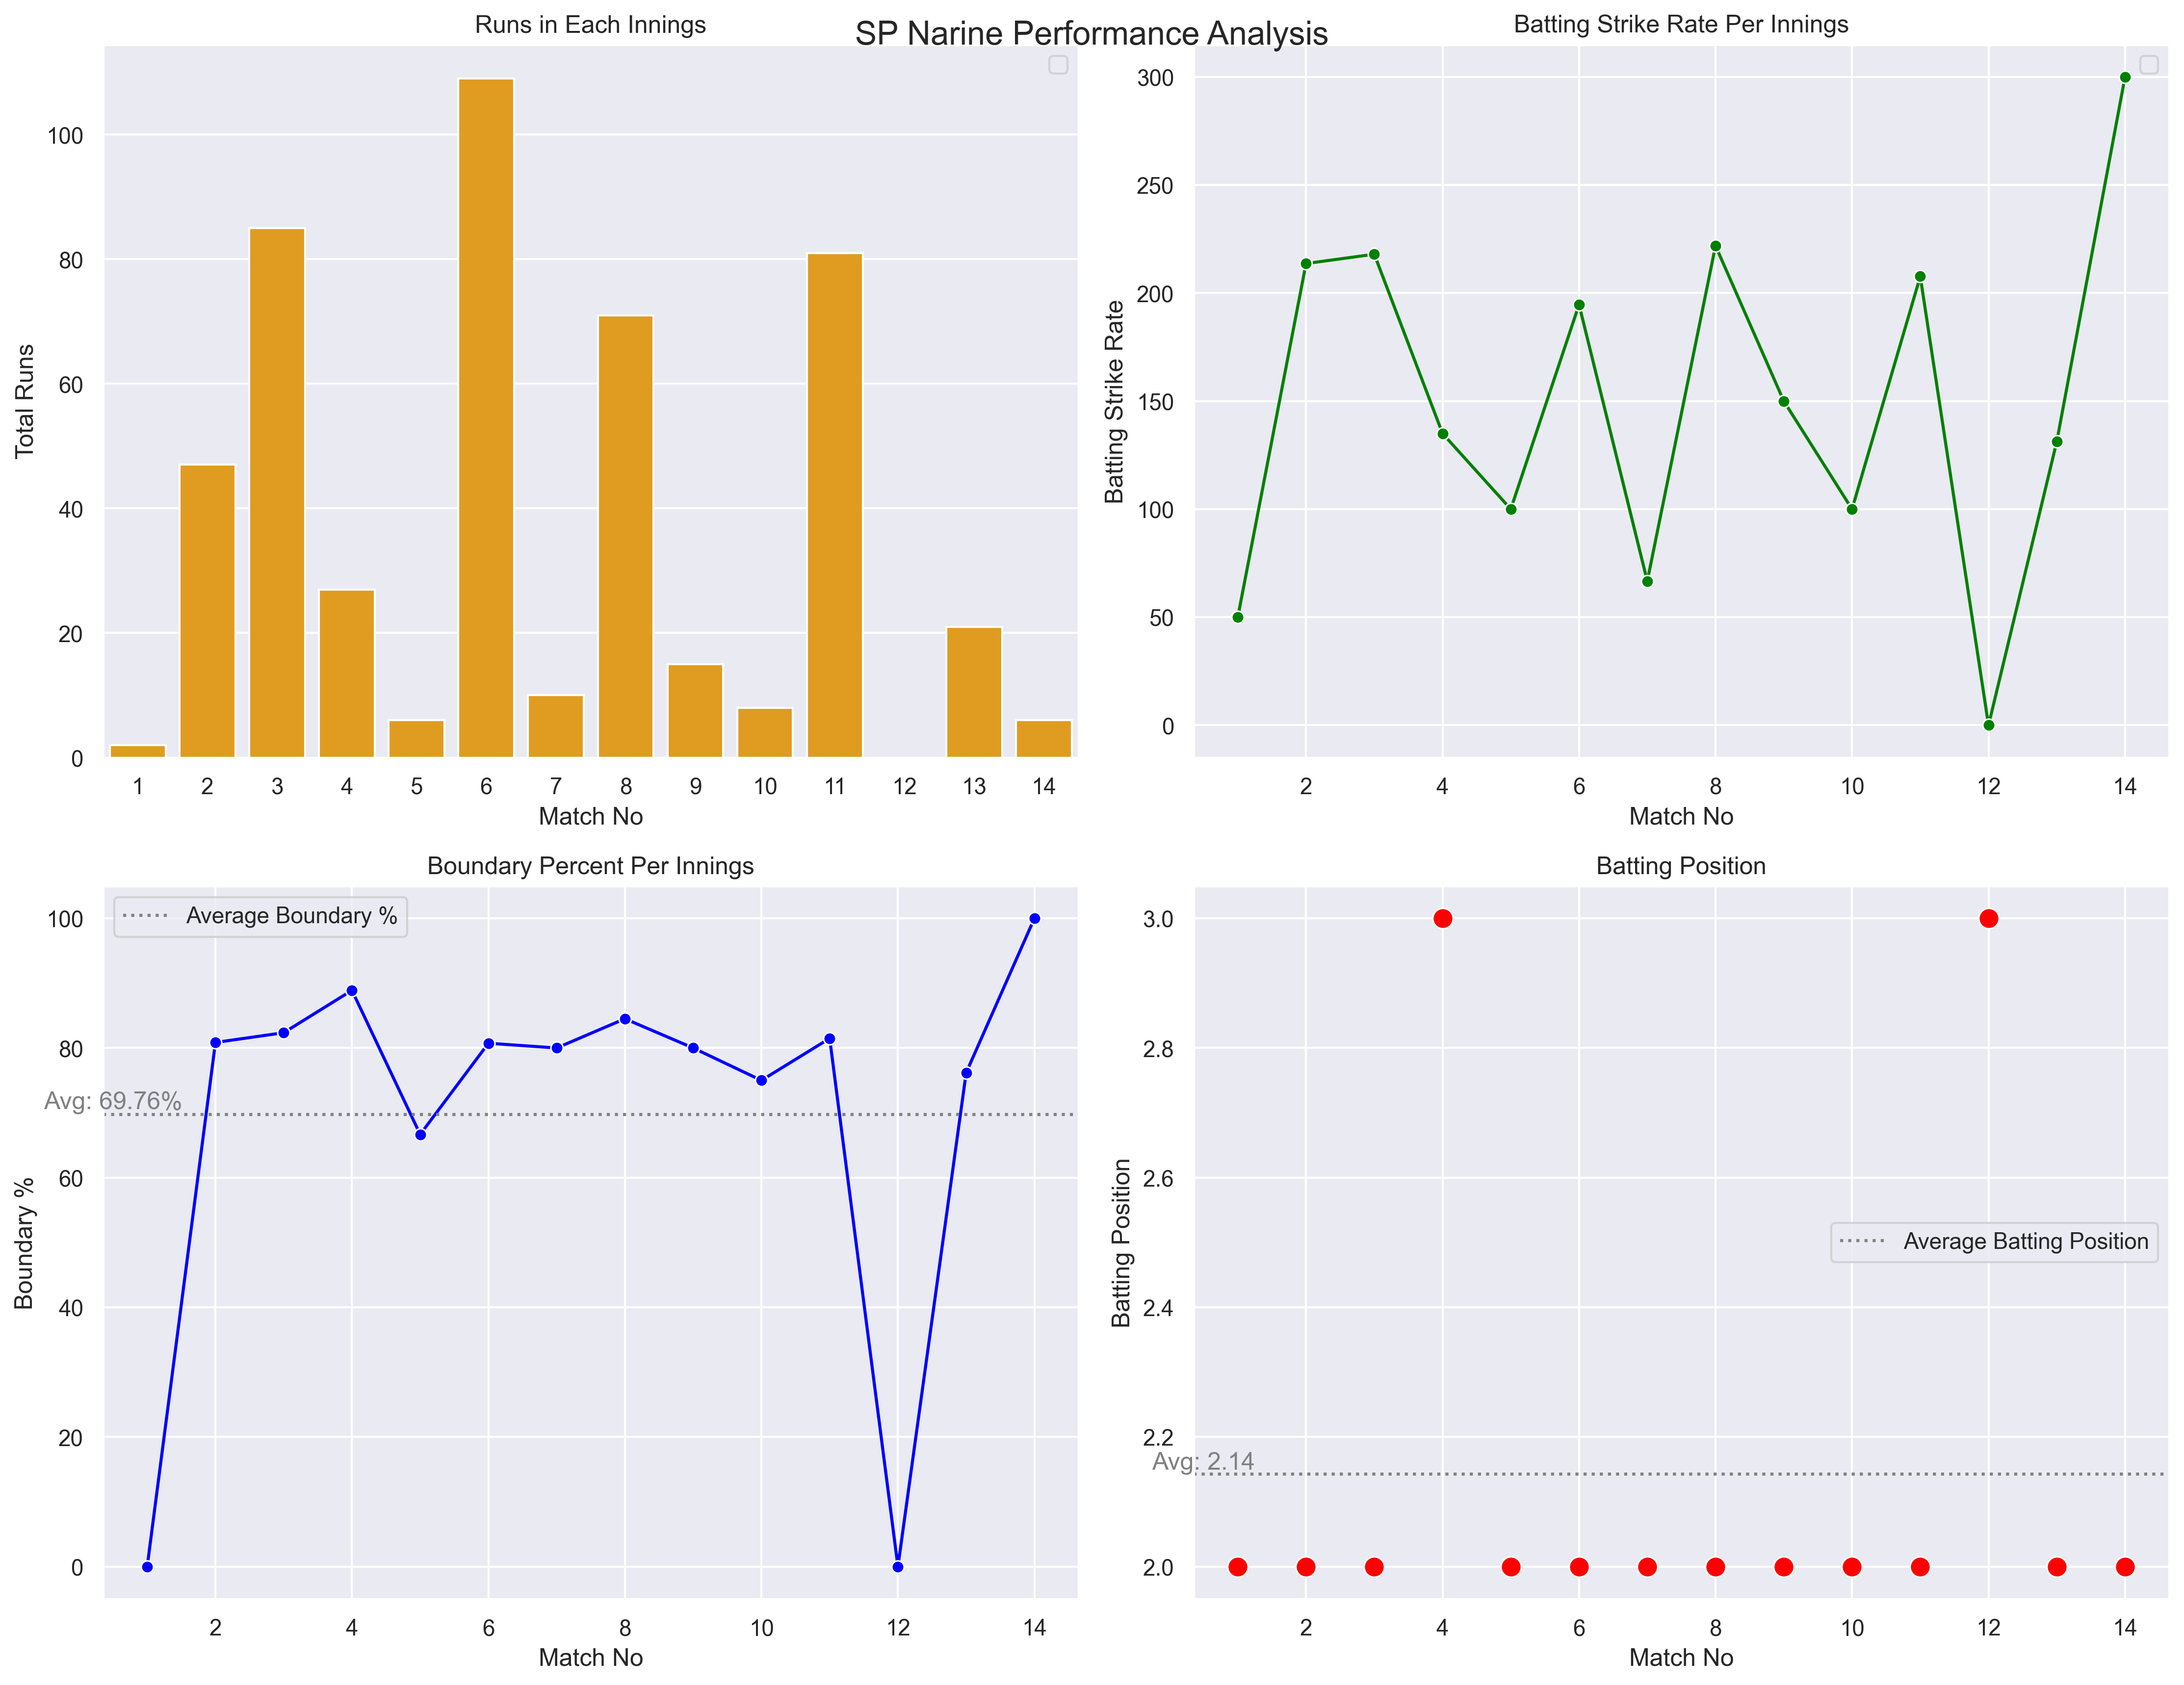 SP Narine Performance Analysis
Runs in Each Innings
Total Runs
100
80
60
40
20
0
1 2 3 4 5 6 7 8 9 10 11 12 13 14
Match No
Batting Strike Rate Per Innings
Batting Strike Rate
300
250
200
150
100
50
0
2 4 6 8 10 12 14
Match No
Boundary Percent Per Innings
Average Boundary %
Boundary %
100
80
Avg: 69.76%
60
40
20
0
2 4 6 8 10 12 14
Match No
Batting Position
Batting Position
3.0
2.8
2.6
Average Batting Position
2.4
2.2
Avg: 2.14
2.0
2 4 6 8 10 12 14
Match No